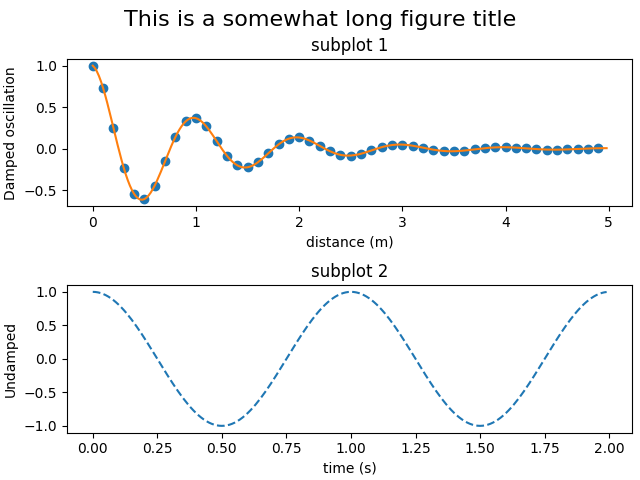 This is a somewhat long figure title
subplot 1
Damped oscillation
1.0
0.5
0.0
−0.5
0 1 2 3 4 5
distance (m)
subplot 2
Undamped
1.0
0.5
0.0
−0.5
−1.0
0.00 0.25 0.50 0.75 1.00 1.25 1.50 1.75 2.00
time (s)